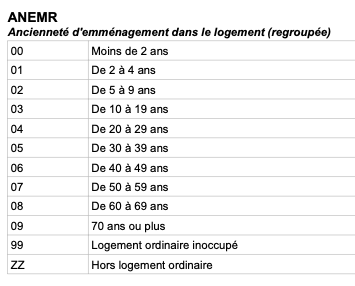 ANEMR
Ancienneté d'emménagement dans le logement (regroupée)
00 Moins de 2 ans
01 De 2 à 4 ans
02 De 5 à 9 ans
03 De 10 à 19 ans
04 De 20 à 29 ans
05 De 30 à 39 ans
06 De 40 à 49 ans
07 De 50 à 59 ans
08 De 60 à 69 ans
09 70 ans ou plus
99 Logement ordinaire inoccupé
ZZ Hors logement ordinaire